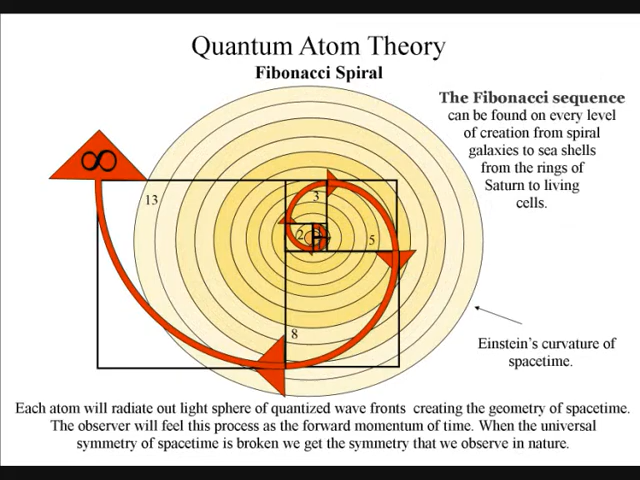 Quantum Atom Theory
Fibonacci Spiral
The Fibonacci sequence
can be found on every level
of creation from spiral
galaxies to sea shells
from the rings of
Saturn to living
cells.
∞
13
3
2
5
8
Einstein's curvature of
spacetime.
Each atom will radiate out light sphere of quantized wave fronts creating the geometry of spacetime.
The observer will feel this process as the forward momentum of time. When the universal
symmetry of spacetime is broken we get the symmetry that we observe in nature.